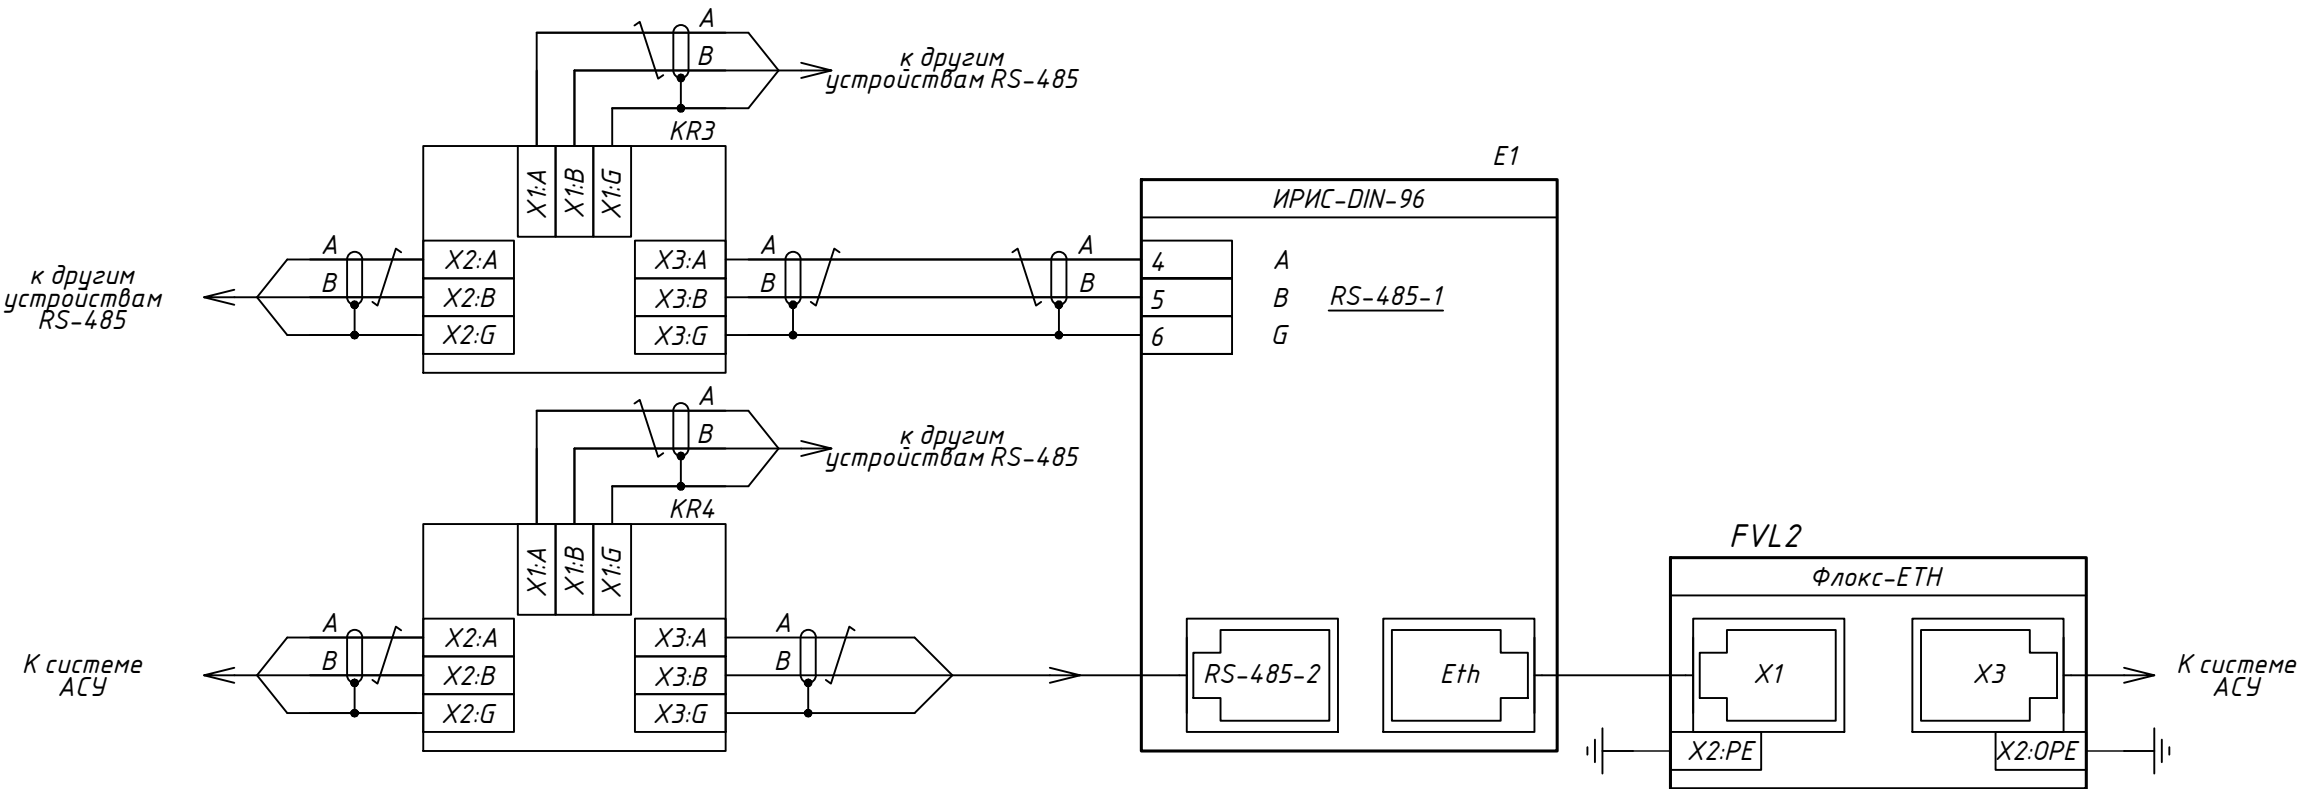 A
B
к другим
устройствам RS-485
KR3
X1:A
X1:B
X1:G
A
B
к другим
устройствам
RS-485
X2:A
X2:B
X2:G
X3:A
X3:B
X3:G
A
B
A
B
E1
ИРИС-DIN-96
4
5
6
A
B
G
RS-485-1
A
B
к другим
устройствам RS-485
KR4
X1:A
X1:B
X1:G
A
B
К системе
АСУ
X2:A
X2:B
X2:G
X3:A
X3:B
X3:G
A
B
RS-485-2
Eth
FVL2
Флокс-ETH
X1
X3
X2:PE
X2:OPE
К системе
АСУ